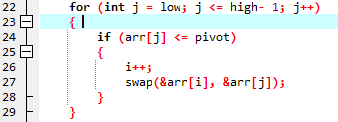 22 for (int j = low; j <= high- 1; j++)
23 {
24 if (arr[j] <= pivot)
25 {
26 i++;
27 swap(&arr[i], &arr[j]);
28 }
29 }